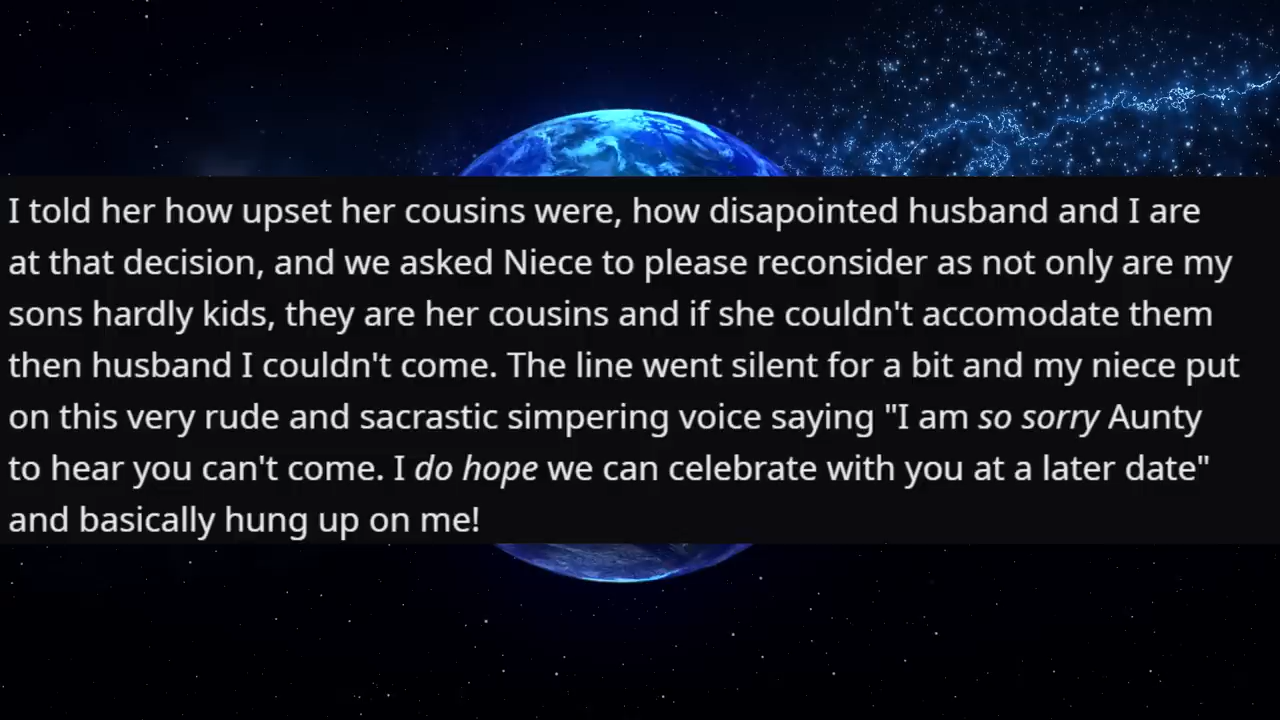 I told her how upset her cousins were, how disapointed husband and I are
at that decision, and we asked Niece to please reconsider as not only are my
sons hardly kids, they are her cousins and if she couldn't accomodate them
then husband I couldn't come. The line went silent for a bit and my niece put
on this very rude and sacrastic simpering voice saying "I am so sorry Aunty
to hear you can't come. I do hope we can celebrate with you at a later date"
and basically hung up on me!